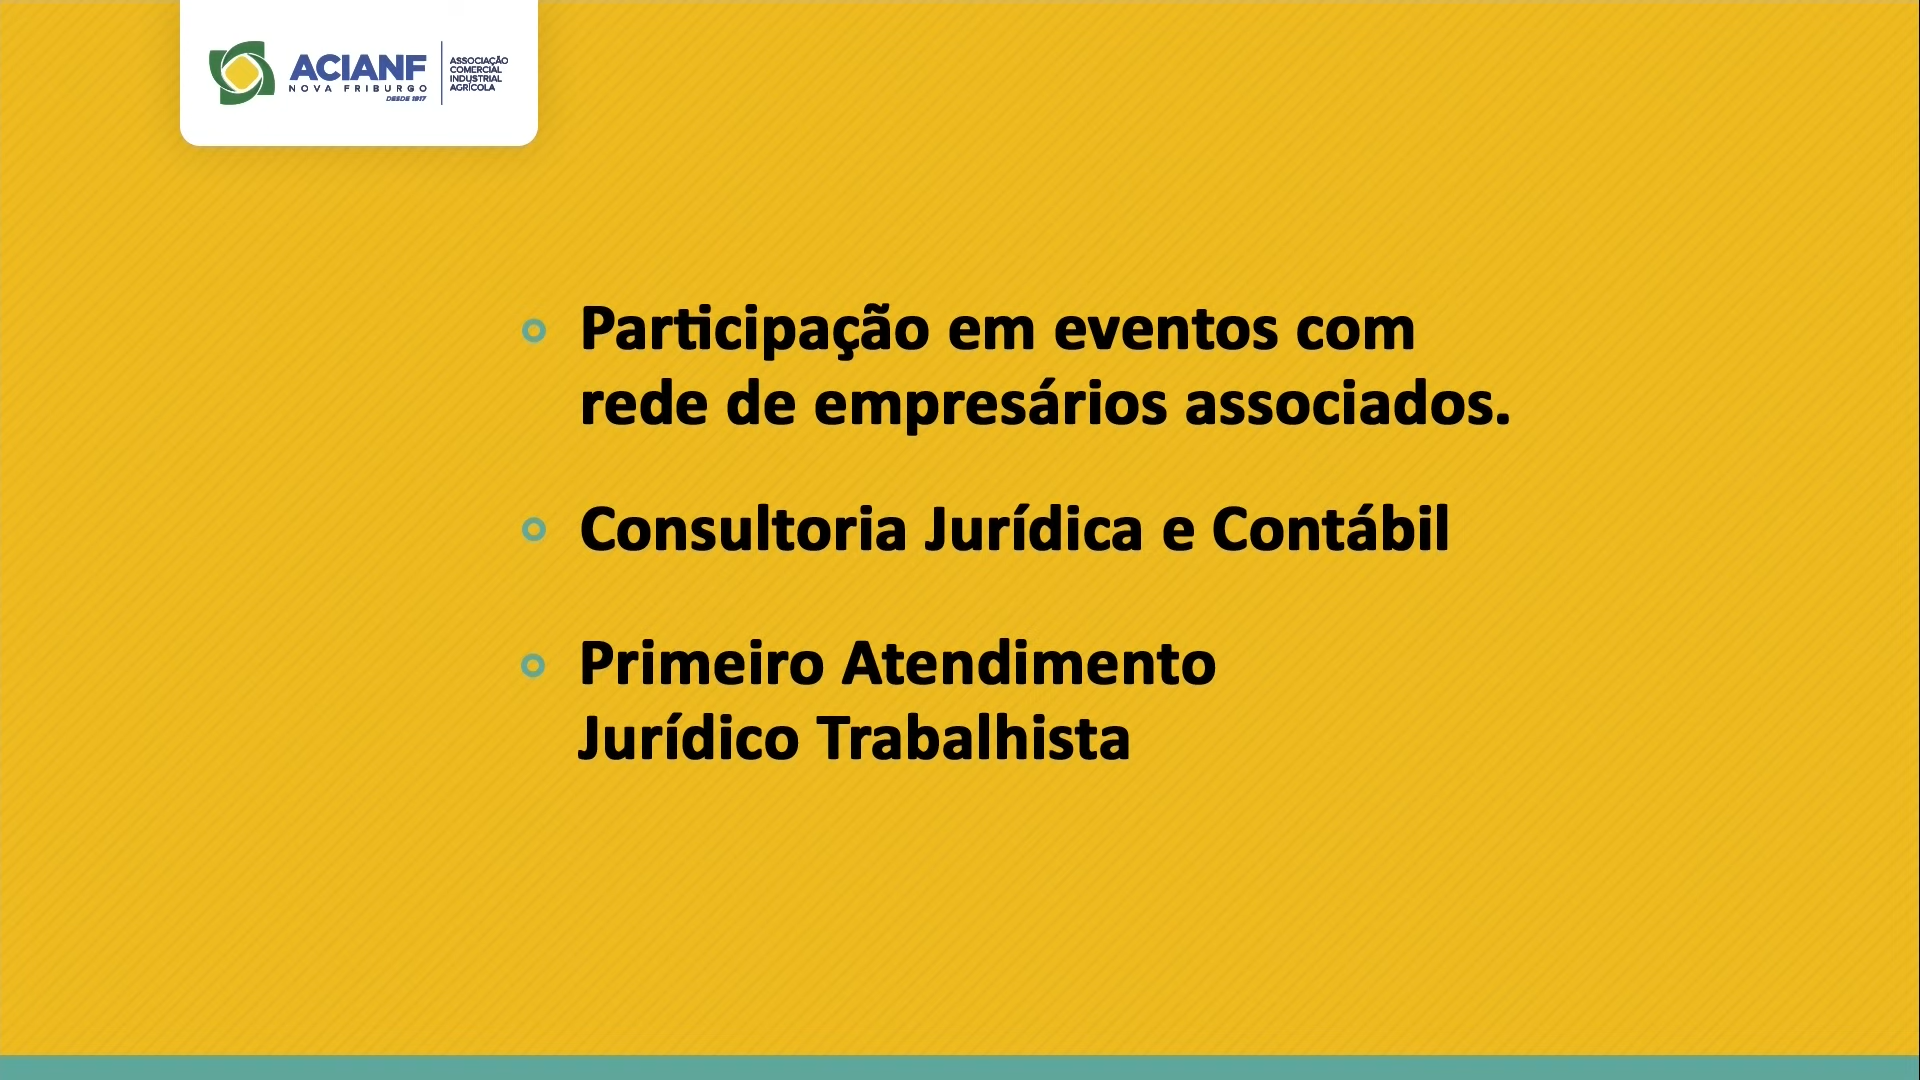 ACIANF
NOVA FRIBURGO
DESDE 1917
ASSOCIAÇÃO
COMERCIAL
INDUSTRIAL
AGRÍCOLA
Participação em eventos com
rede de empresários associados.
Consultoria Jurídica e Contábil
Primeiro Atendimento
Jurídico Trabalhista